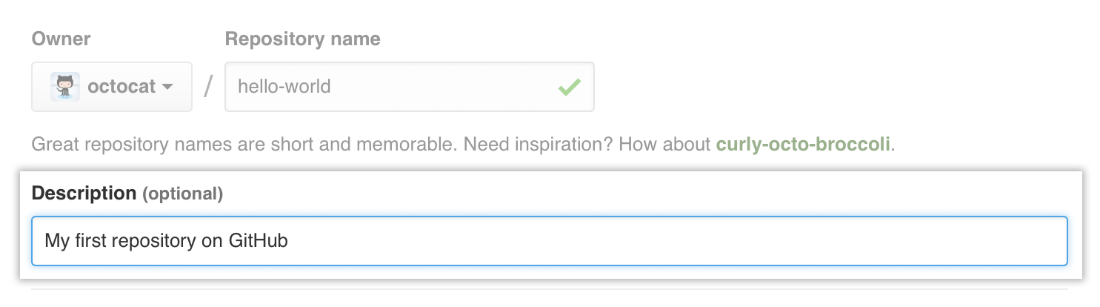 Owner
Repository name
octocat / hello-world
Great repository names are short and memorable. Need inspiration? How about curly-octo-broccoli.
Description (optional)
My first repository on GitHub